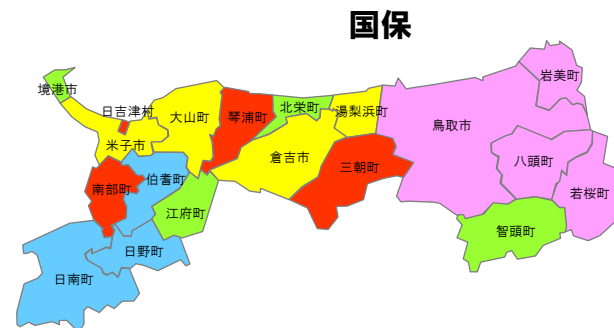 国保
岩美町
境港市
日吉津村
大山町
琴浦町
北栄町
湯梨浜町
鳥取市
米子市
倉吉市
三朝町
八頭町
南部町
伯耆町
若桜町
江府町
智頭町
日野町
日南町